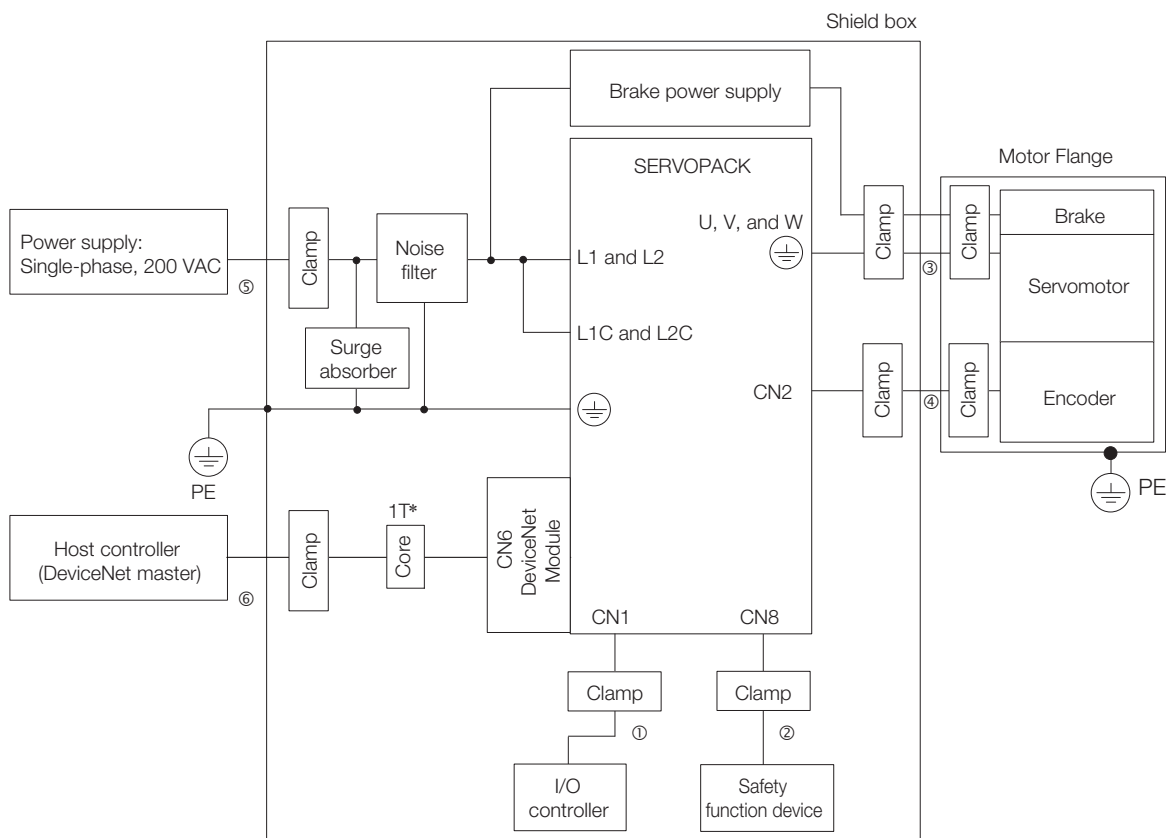 Shield box
Brake power supply
SERVOPACK
Motor Flange
Power supply:
Single-phase, 200 VAC
⑤
Clamp
Noise
filter
Surge
absorber
L1 and L2
L1C and L2C
U, V, and W
Clamp
③
Clamp
Brake
Servomotor
CN2
Clamp
④
Clamp
Encoder
PE
PE
Host controller
(DeviceNet master)
⑥
Clamp
1T*
Core
CN6
DeviceNet
Module
CN1
CN8
Clamp
Clamp
①
②
I/O
controller
Safety
function device